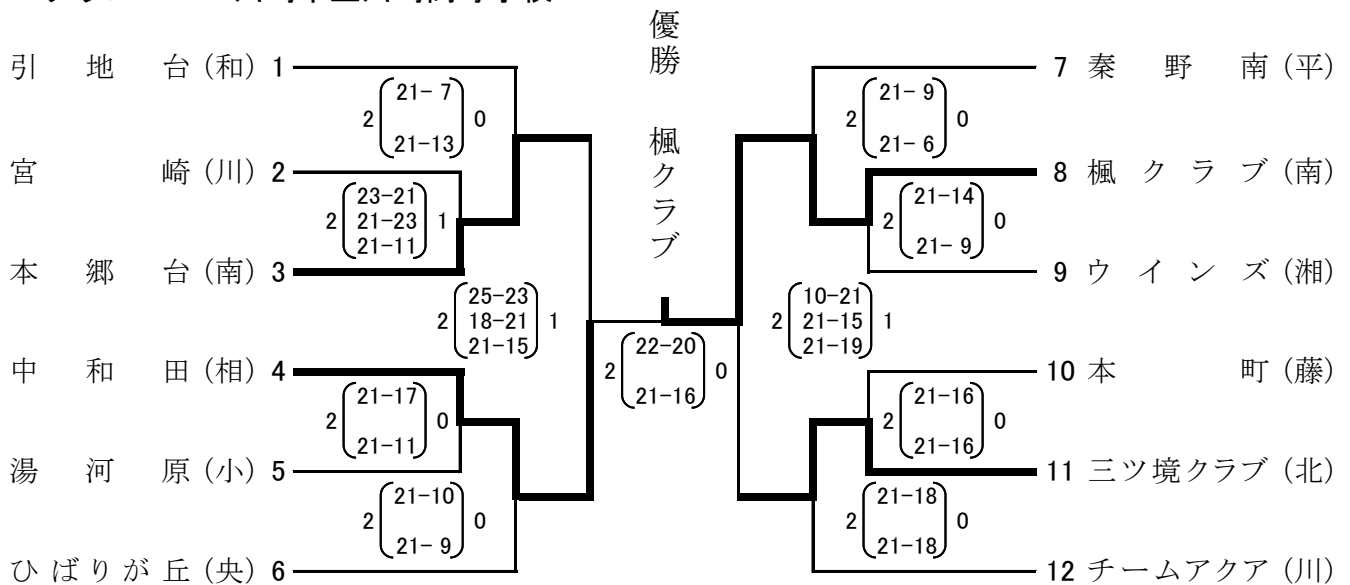 優勝 楓クラブ
引地台(和) 1
21- 7
2 0
21-13
宮崎(川) 2
23-21
2 21-23 1
21-11
本郷台(南) 3
25-23
2 18-21 1
21-15
中和田(相) 4
21-17
2 0
21-11
湯河原(小) 5
21-10
2 0
21- 9
ひばりが丘(央) 6
22-20
2 0
21-16
7 秦野南(平)
21- 9
2 0
21- 6
8 楓クラブ(南)
21-14
2 0
21- 9
9 ウインズ(湘)
10-21
2 21-15 1
21-19
10 本町(藤)
21-16
2 0
21-16
11 三ツ境クラブ(北)
21-18
2 0
21-18
12 チームアクア(川)